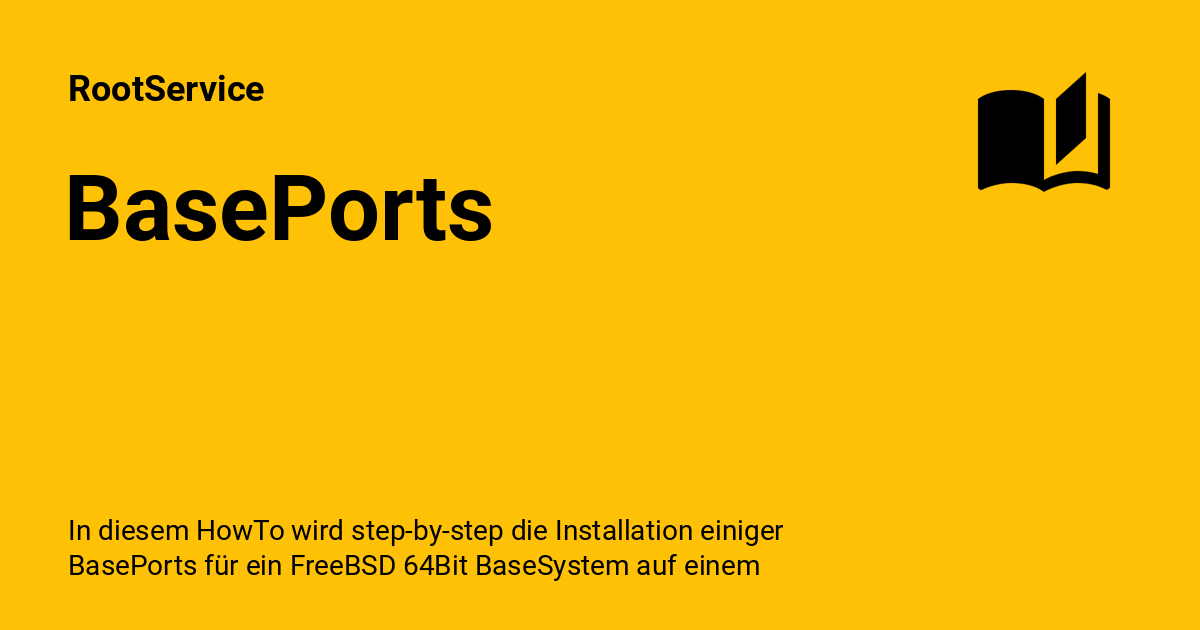 RootService
BasePorts
In diesem HowTo wird step-by-step die Installation einiger
BasePorts für ein FreeBSD 64Bit BaseSystem auf einem